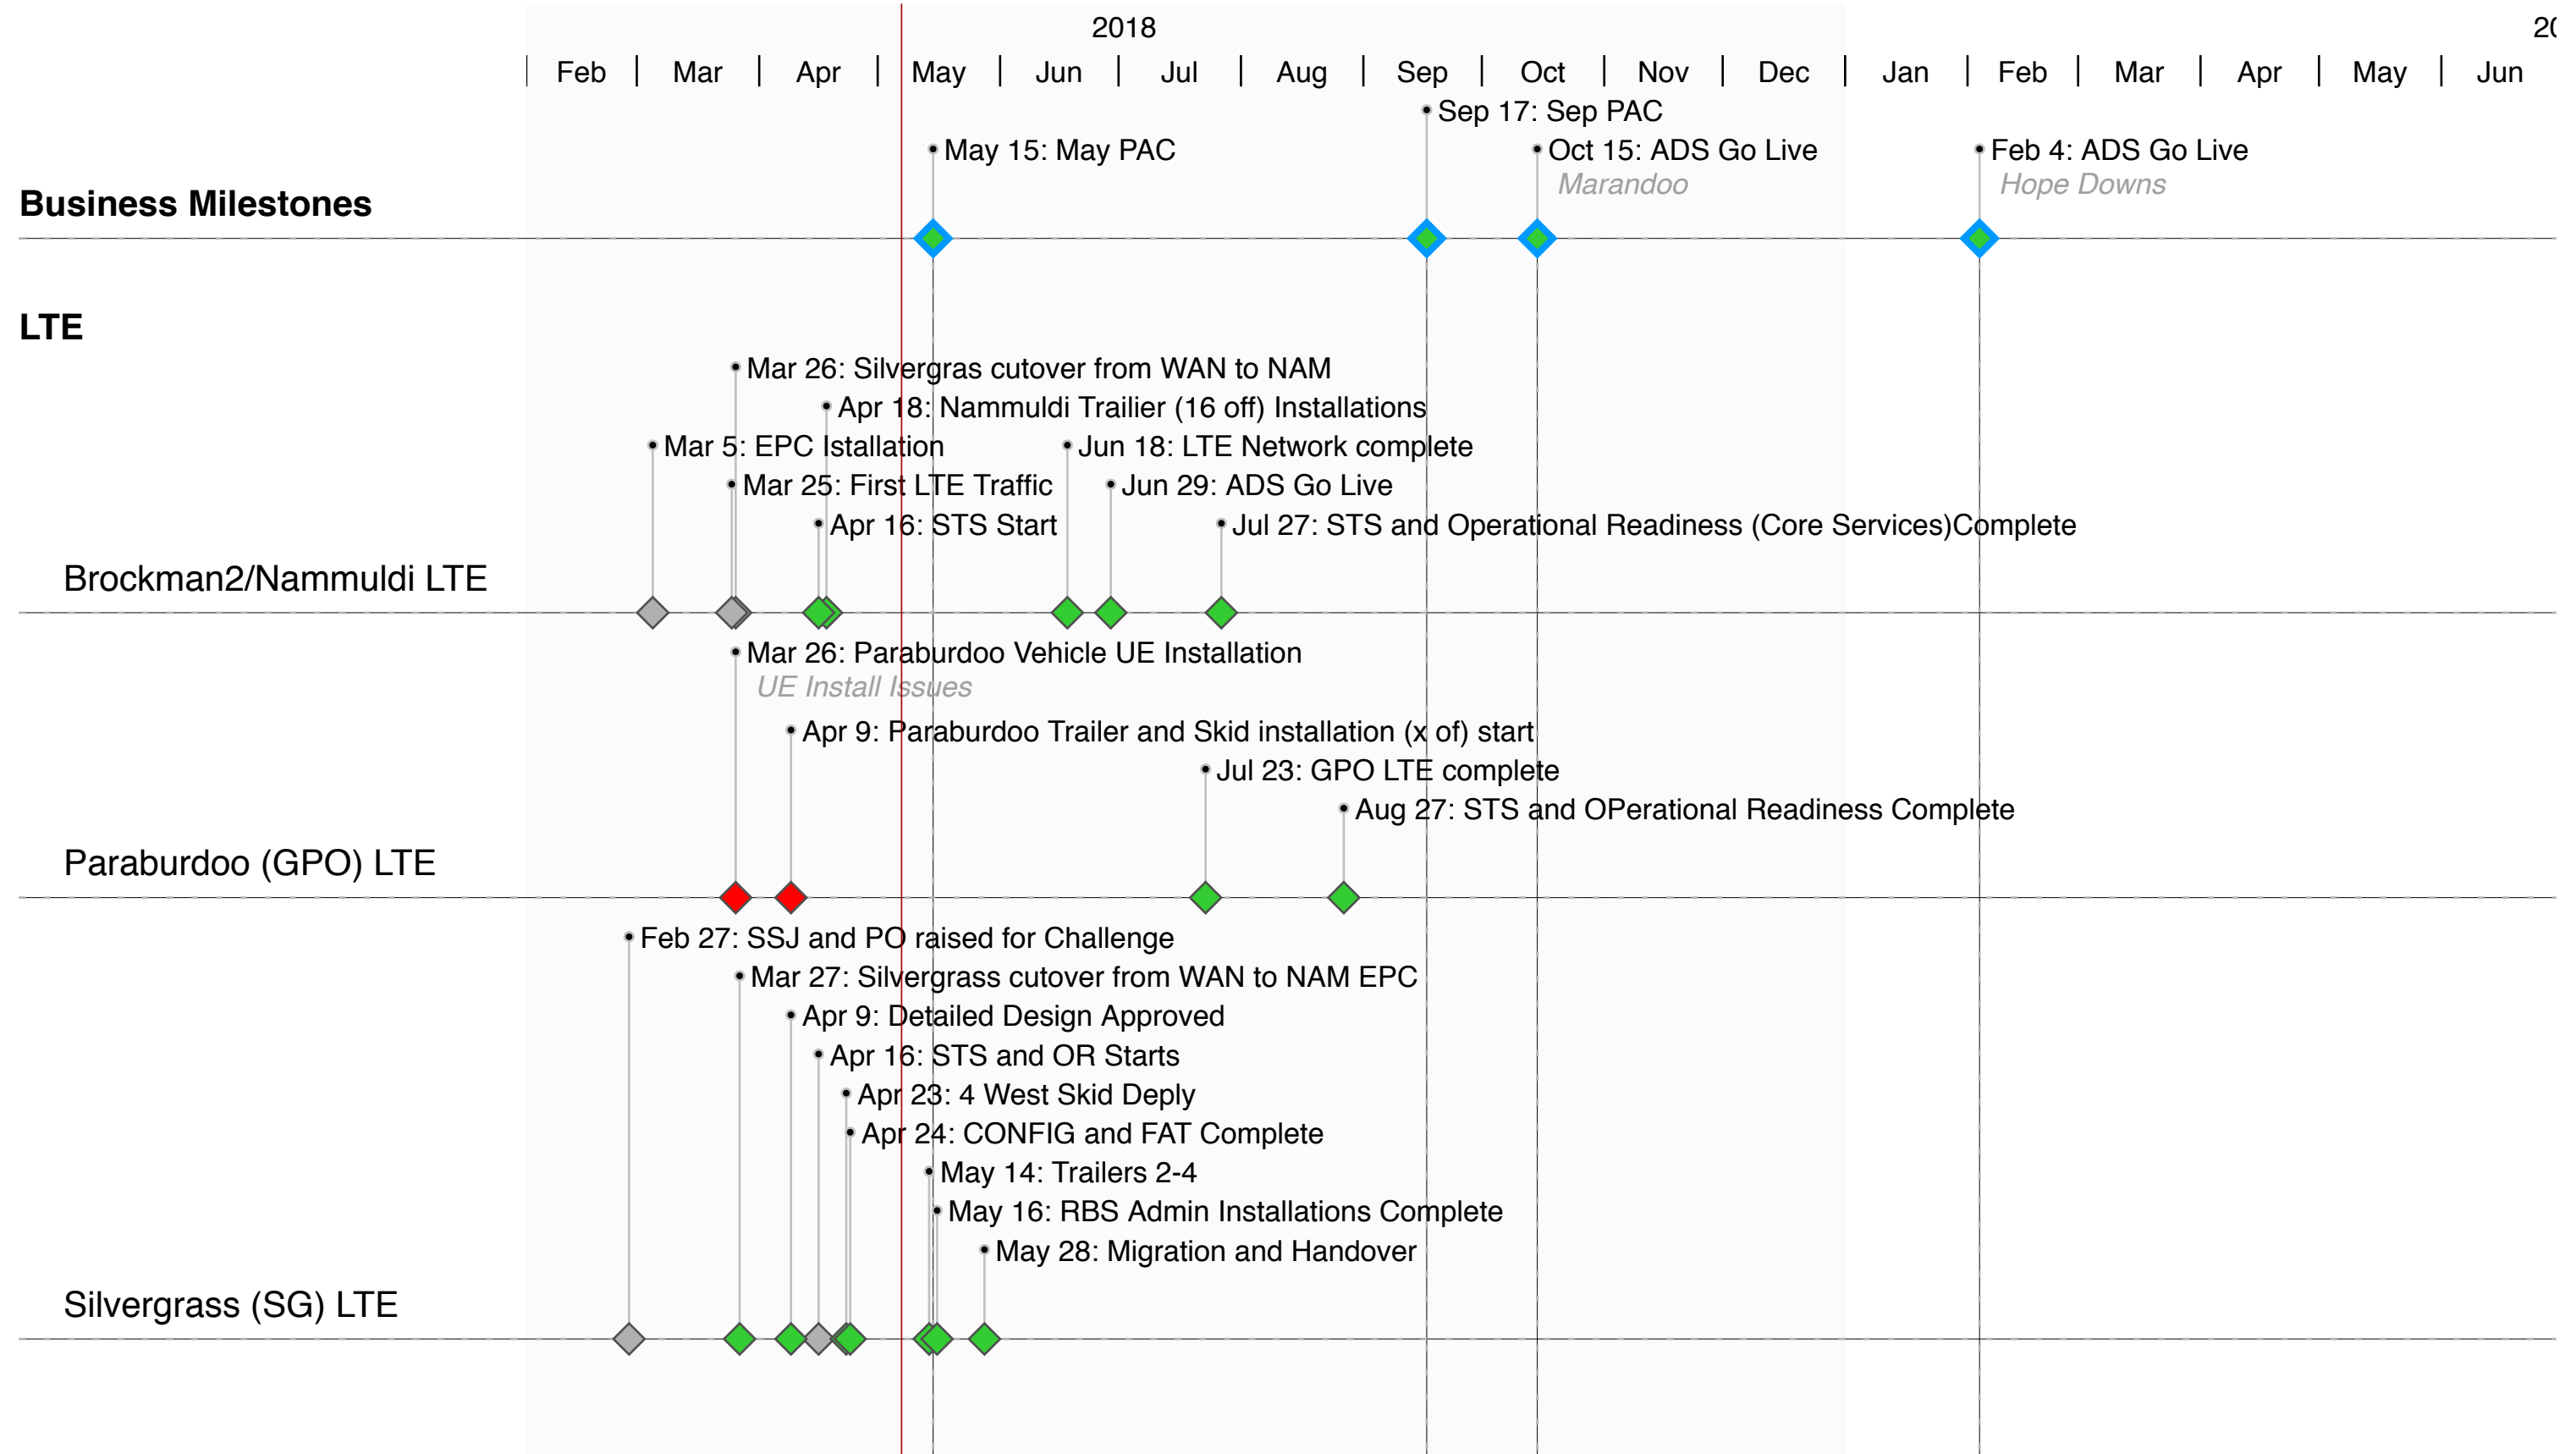 2018
20
Feb
Mar
Apr
May
Jun
Jul
Aug
Sep
Oct
Nov
Dec
Jan
Feb
Mar
Apr
May
Jun
Sep 17: Sep PAC
May 15: May PAC
Oct 15: ADS Go Live
Marandoo
Feb 4: ADS Go Live
Hope Downs
Business Milestones
LTE
Mar 26: Silvergras cutover from WAN to NAM
Apr 18: Nammuldi Trailier (16 off) Installations
Mar 5: EPC Istallation
Jun 18: LTE Network complete
Mar 25: First LTE Traffic
Jun 29: ADS Go Live
Apr 16: STS Start
Jul 27: STS and Operational Readiness (Core Services)Complete
Brockman2/Nammuldi LTE
Mar 26: Paraburdoo Vehicle UE Installation
UE Install Issues
Apr 9: Paraburdoo Trailer and Skid installation (x of) start
Jul 23: GPO LTE complete
Aug 27: STS and OPerational Readiness Complete
Paraburdoo (GPO) LTE
Feb 27: SSJ and PO raised for Challenge
Mar 27: Silvergrass cutover from WAN to NAM EPC
Apr 9: Detailed Design Approved
Apr 16: STS and OR Starts
Apr 23: 4 West Skid Deply
Apr 24: CONFIG and FAT Complete
May 14: Trailers 2-4
May 16: RBS Admin Installations Complete
May 28: Migration and Handover
Silvergrass (SG) LTE